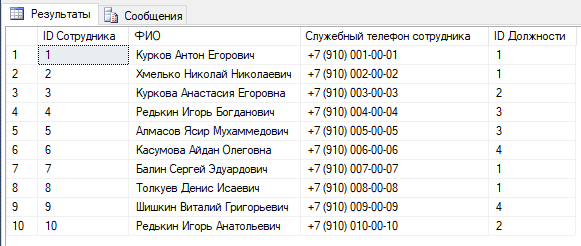 Результаты Сообщения
ID Сотрудника ФИО Служебный телефон сотрудника ID Должности
1 1 Курков Антон Егорович +7 (910) 001-00-01 1
2 2 Хмелько Николай Николаевич +7 (910) 002-00-02 1
3 3 Куркова Анастасия Егоровна +7 (910) 003-00-03 2
4 4 Редькин Игорь Богданович +7 (910) 004-00-04 3
5 5 Алмасов Ясир Мухаммедович +7 (910) 005-00-05 3
6 6 Касумова Айдан Олеговна +7 (910) 006-00-06 4
7 7 Балин Сергей Эдуардович +7 (910) 007-00-07 1
8 8 Толкуев Денис Исаевич +7 (910) 008-00-08 1
9 9 Шишкин Виталий Григорьевич +7 (910) 009-00-09 4
10 10 Редькин Игорь Анатольевич +7 (910) 010-00-10 2